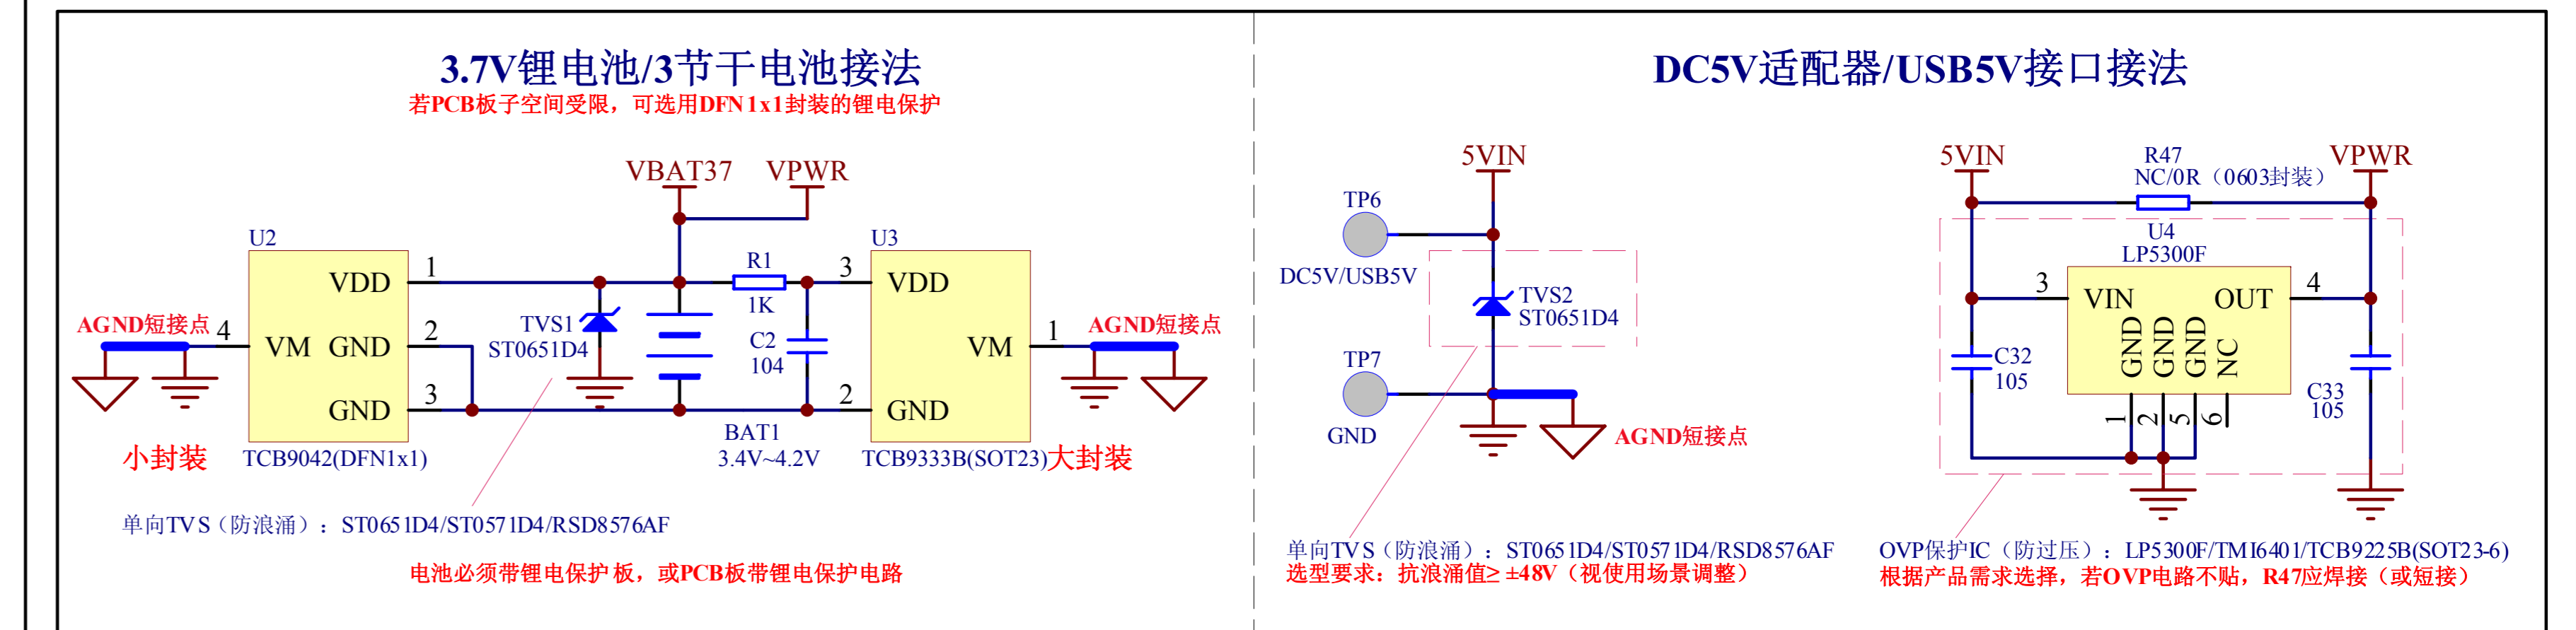 3.7V锂电池/3节干电池接法
若PCB板子空间受限，可选用DFN1x1封装的锂电保护
VBAT37
VPWR
U2
VDD
1
VM
4
GND
2
GND
3
AGND短接点
小封装
TCB9042(DFN1x1)
TVS1
ST0651D4
R1
1K
C2
104
BAT1
3.4V~4.2V
U3
3
VDD
VM
1
2
GND
AGND短接点
TCB9333B(SOT23)
大封装
单向TVS（防浪涌）：ST0651D4/ST0571D4/RSD8576AF
电池必须带锂电保护板，或PCB板带锂电保护电路
DC5V适配器/USB5V接口接法
5VIN
TP6
DC5V/USB5V
TVS2
ST0651D4
TP7
GND
AGND短接点
单向TVS（防浪涌）：ST0651D4/ST0571D4/RSD8576AF
选型要求：抗浪涌值≥ ±48V（视使用场景调整）
5VIN
R47
NC/0R（0603封装）
VPWR
U4
LP5300F
3
VIN
OUT
4
GND
GND
GND
NC
1
2
5
6
C32
105
C33
105
OVP保护IC（防过压）：LP5300F/TMI6401/TCB9225B(SOT23-6)
根据产品需求选择，若OVP电路不贴，R47应焊接（或短接）